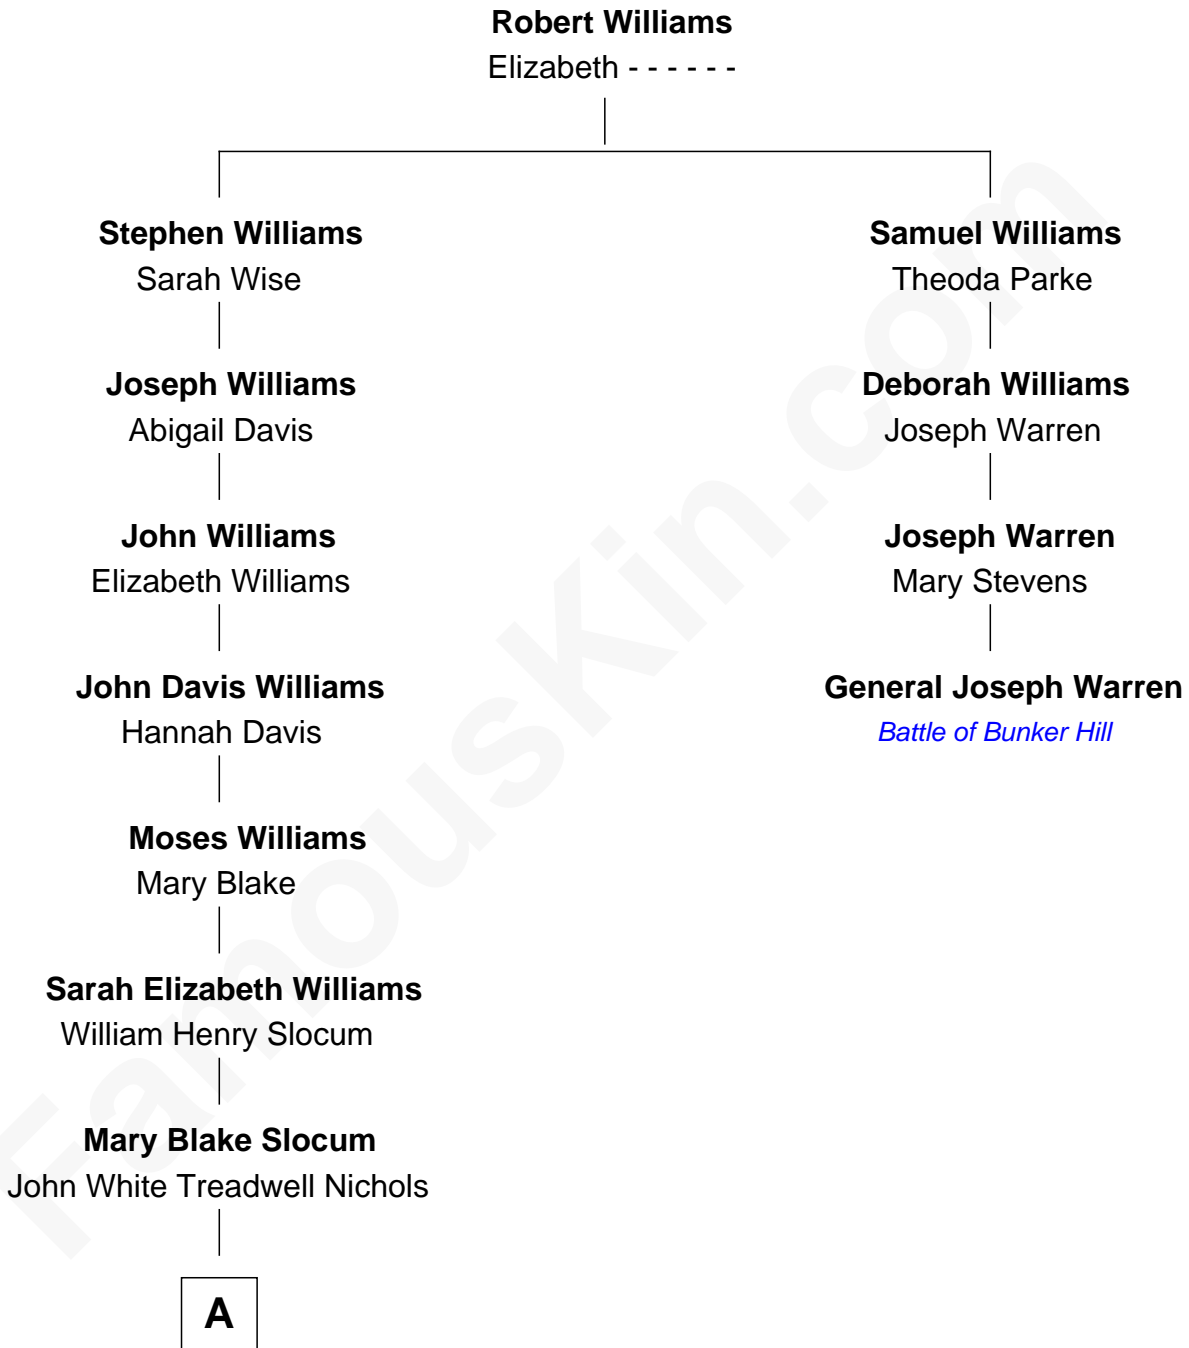 Robert Williams
Elizabeth - - - - - -
Stephen Williams
Sarah Wise
Joseph Williams
Abigail Davis
John Williams
Elizabeth Williams
John Davis Williams
Hannah Davis
Moses Williams
Mary Blake
Sarah Elizabeth Williams
William Henry Slocum
Mary Blake Slocum
John White Treadwell Nichols
A
Samuel Williams
Theoda Parke
Deborah Williams
Joseph Warren
Joseph Warren
Mary Stevens
General Joseph Warren
Battle of Bunker Hill
FamousKin.com